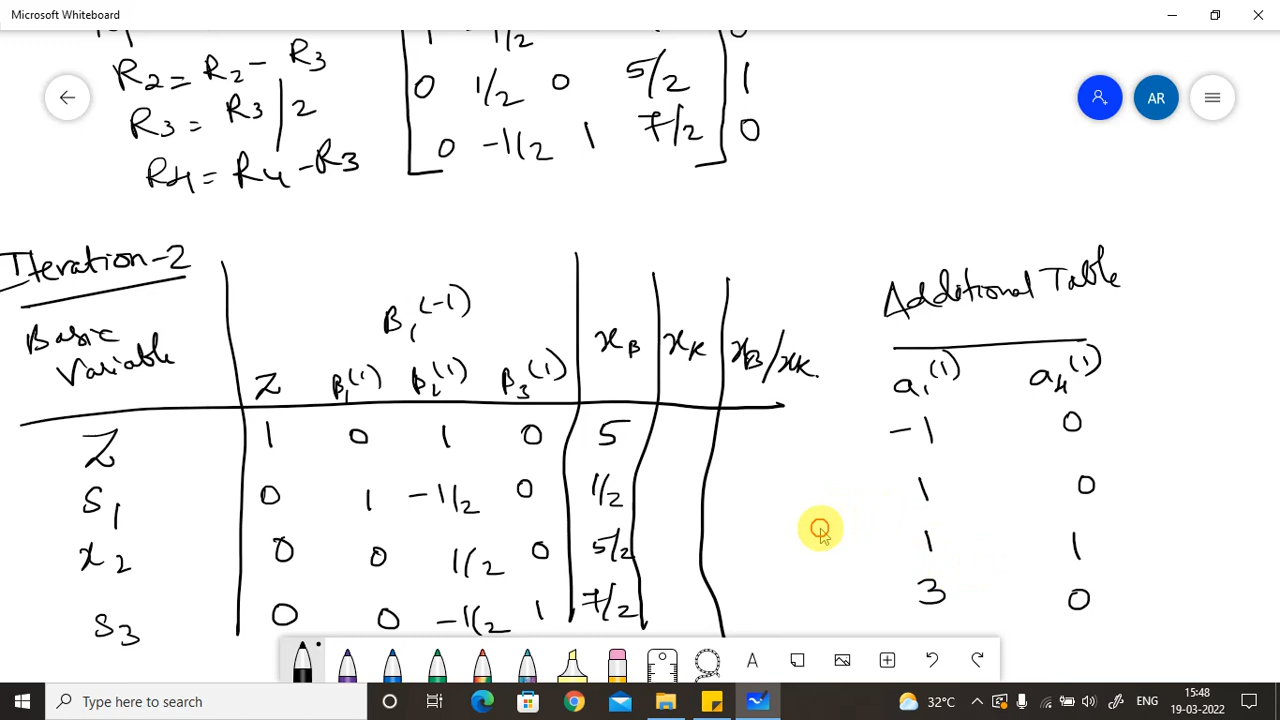 Microsoft Whiteboard
R2 = R2 - R3
R3 = R3 | 2
R4 = R4 - R3
0 1/2 0 5/2 1
0 -1/2 1 7/2 0
AR
Iteration-2
Additional Table
Basic Variable
B1(-1)
Z β1(1) β2(1) β3(1) xB xK xB/xK.
a1(1) a4(1)
Z 1 0 1 0 5
-1 0
S1 0 1 -1/2 0 1/2
1 0
x2 0 0 1/2 0 5/2
1 1
S3 0 0 -1/2 1 7/2
3 0
A
Type here to search
32°C
ENG
15:48
19-03-2022